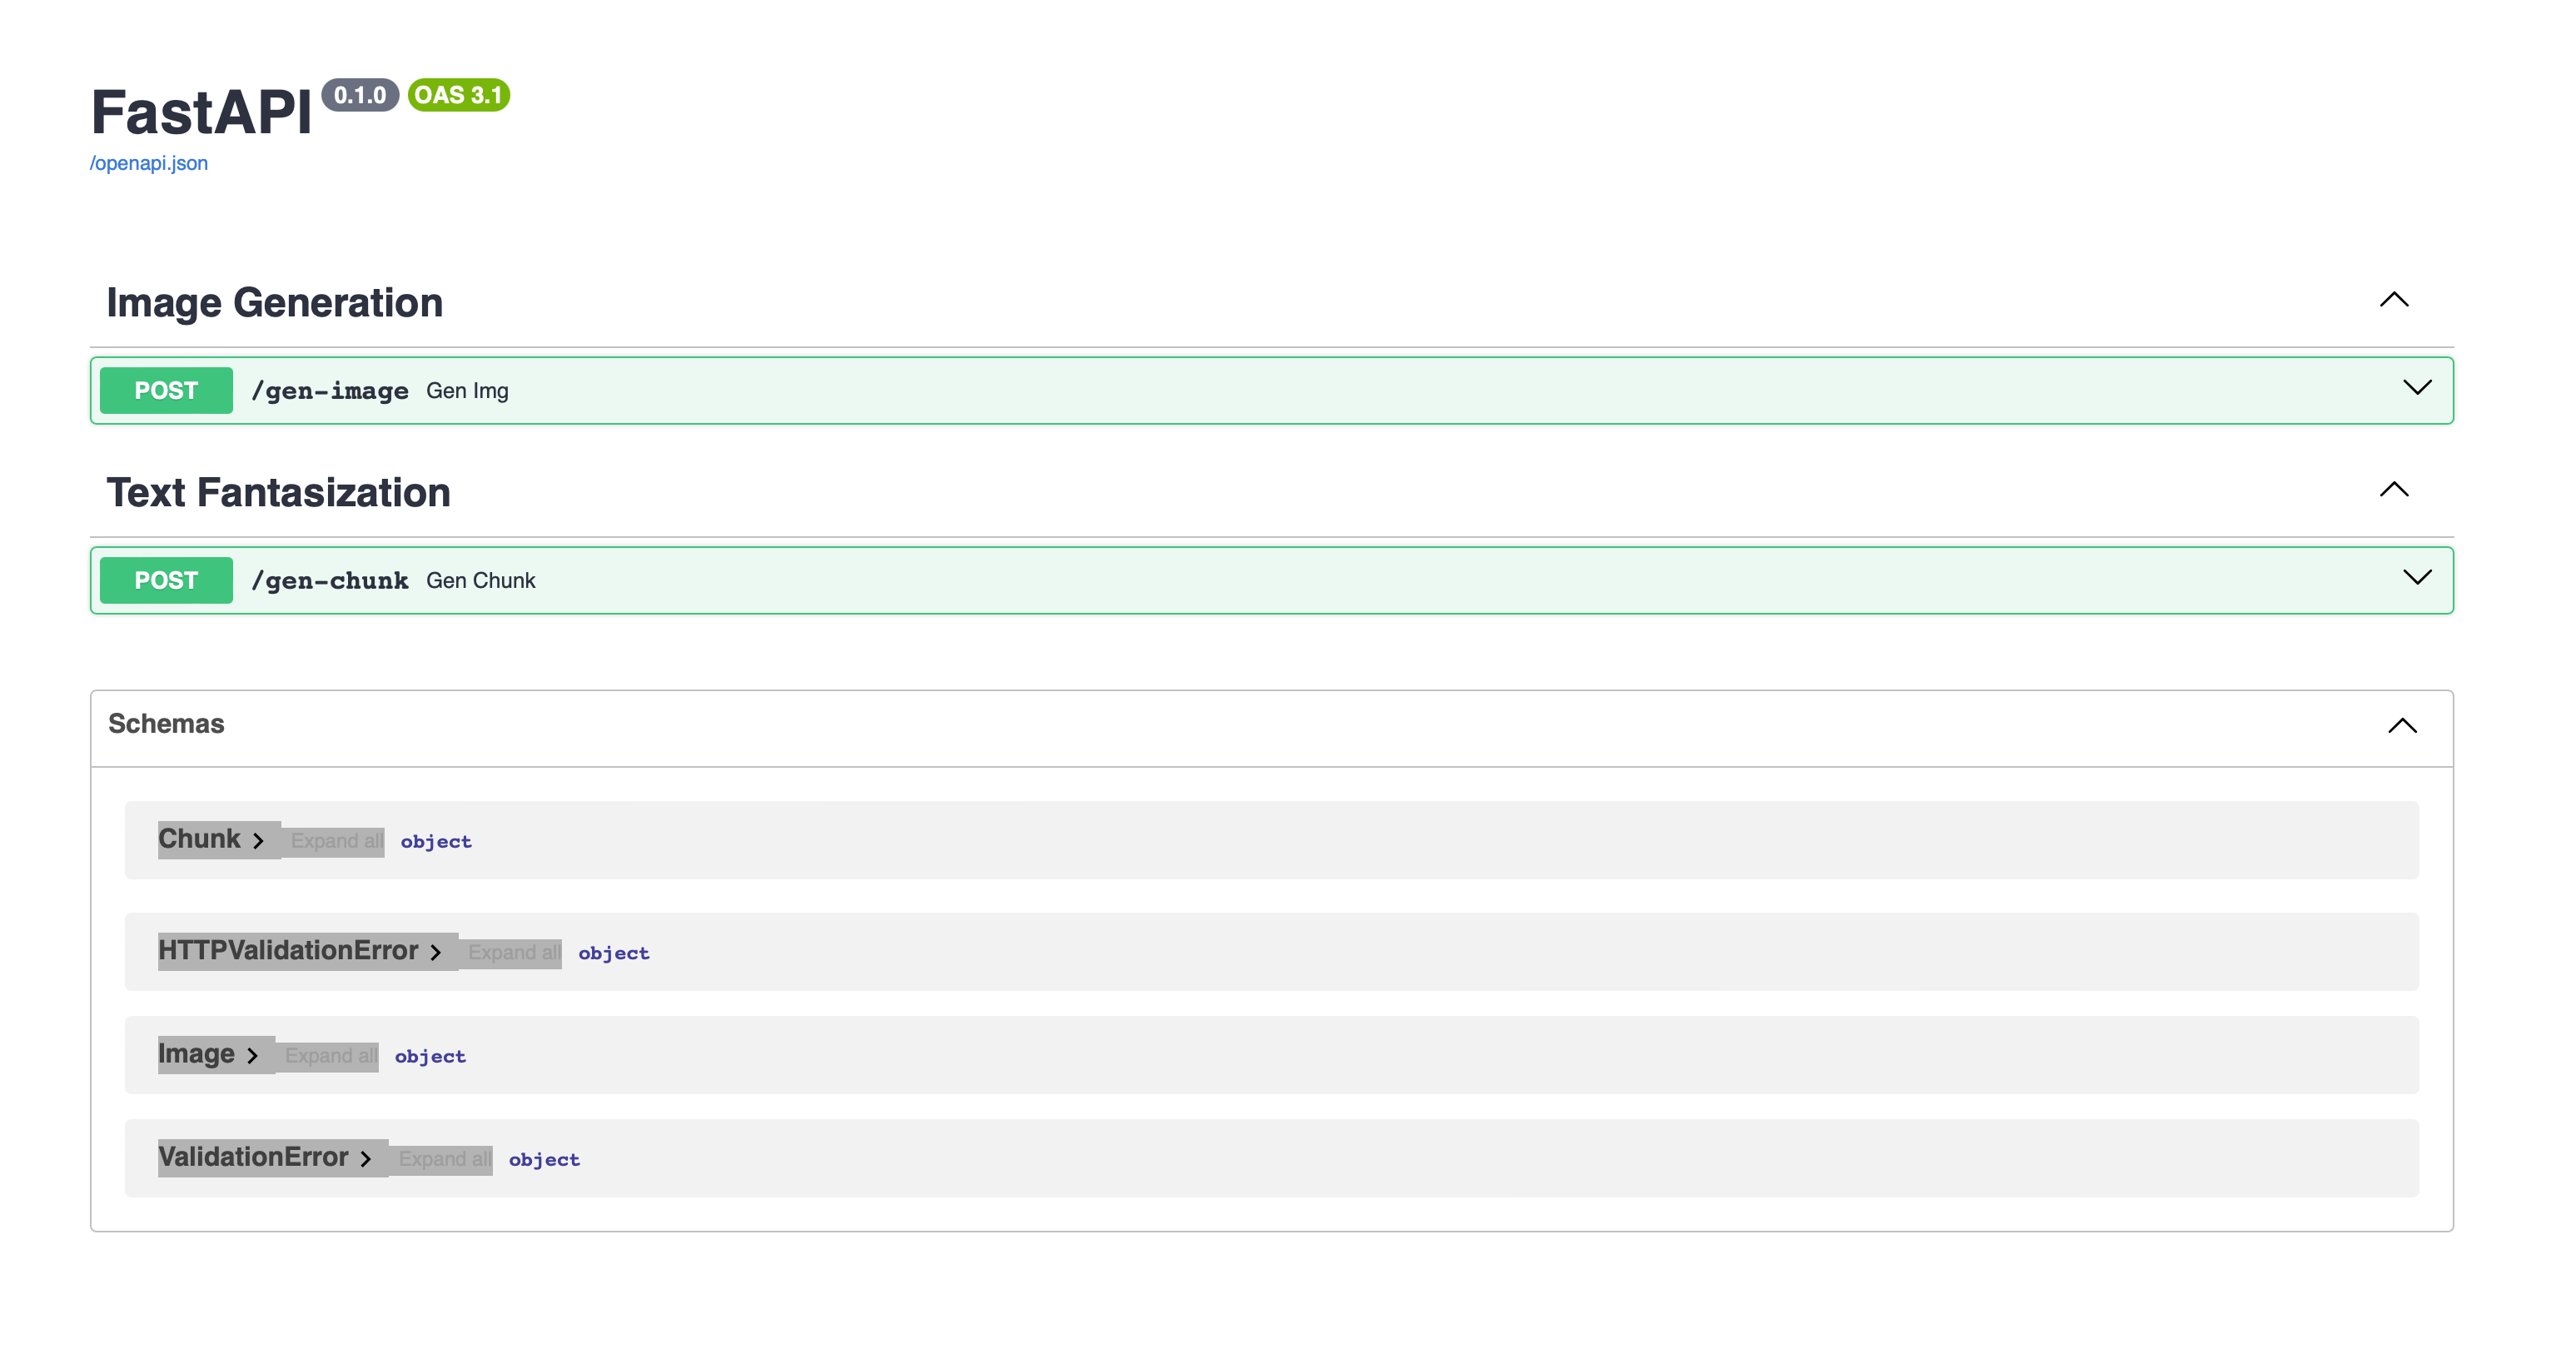 FastAPI 0.1.0 OAS 3.1
/openapi.json
Image Generation
POST /gen-image Gen Img
Text Fantasization
POST /gen-chunk Gen Chunk
Schemas
Chunk Expand all object
HTTPValidationError Expand all object
Image Expand all object
ValidationError Expand all object